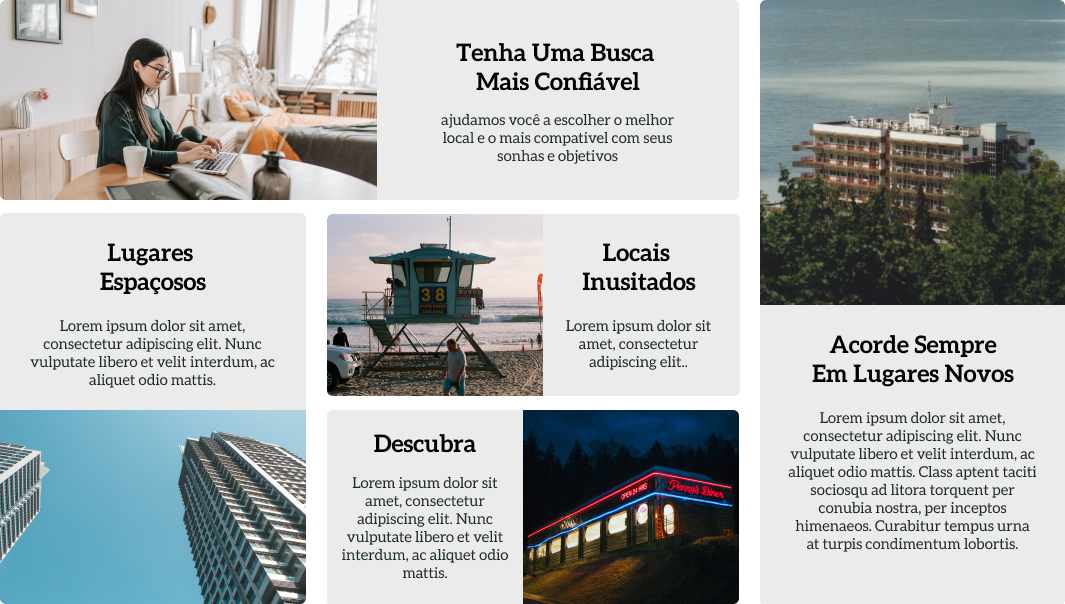 Tenha Uma Busca
Mais Confiável
ajudamos você a escolher o melhor
local e o mais compativel com seus
sonhas e objetivos
Lugares
Espaçosos
Lorem ipsum dolor sit amet,
consectetur adipiscing elit. Nunc
vulputate libero et velit interdum, ac
aliquet odio mattis.
38
Locais
Inusitados
Lorem ipsum dolor sit
amet, consectetur
adipiscing elit..
Descubra
Lorem ipsum dolor sit
amet, consectetur
adipiscing elit. Nunc
vulputate libero et velit
interdum, ac aliquet odio
mattis.
OPEN 24 HRS
Penny's Diner
Acorde Sempre
Em Lugares Novos
Lorem ipsum dolor sit amet,
consectetur adipiscing elit. Nunc
vulputate libero et velit interdum, ac
aliquet odio mattis. Class aptent taciti
sociosqu ad litora torquent per
conubia nostra, per inceptos
himenaeos. Curabitur tempus urna
at turpis condimentum lobortis.